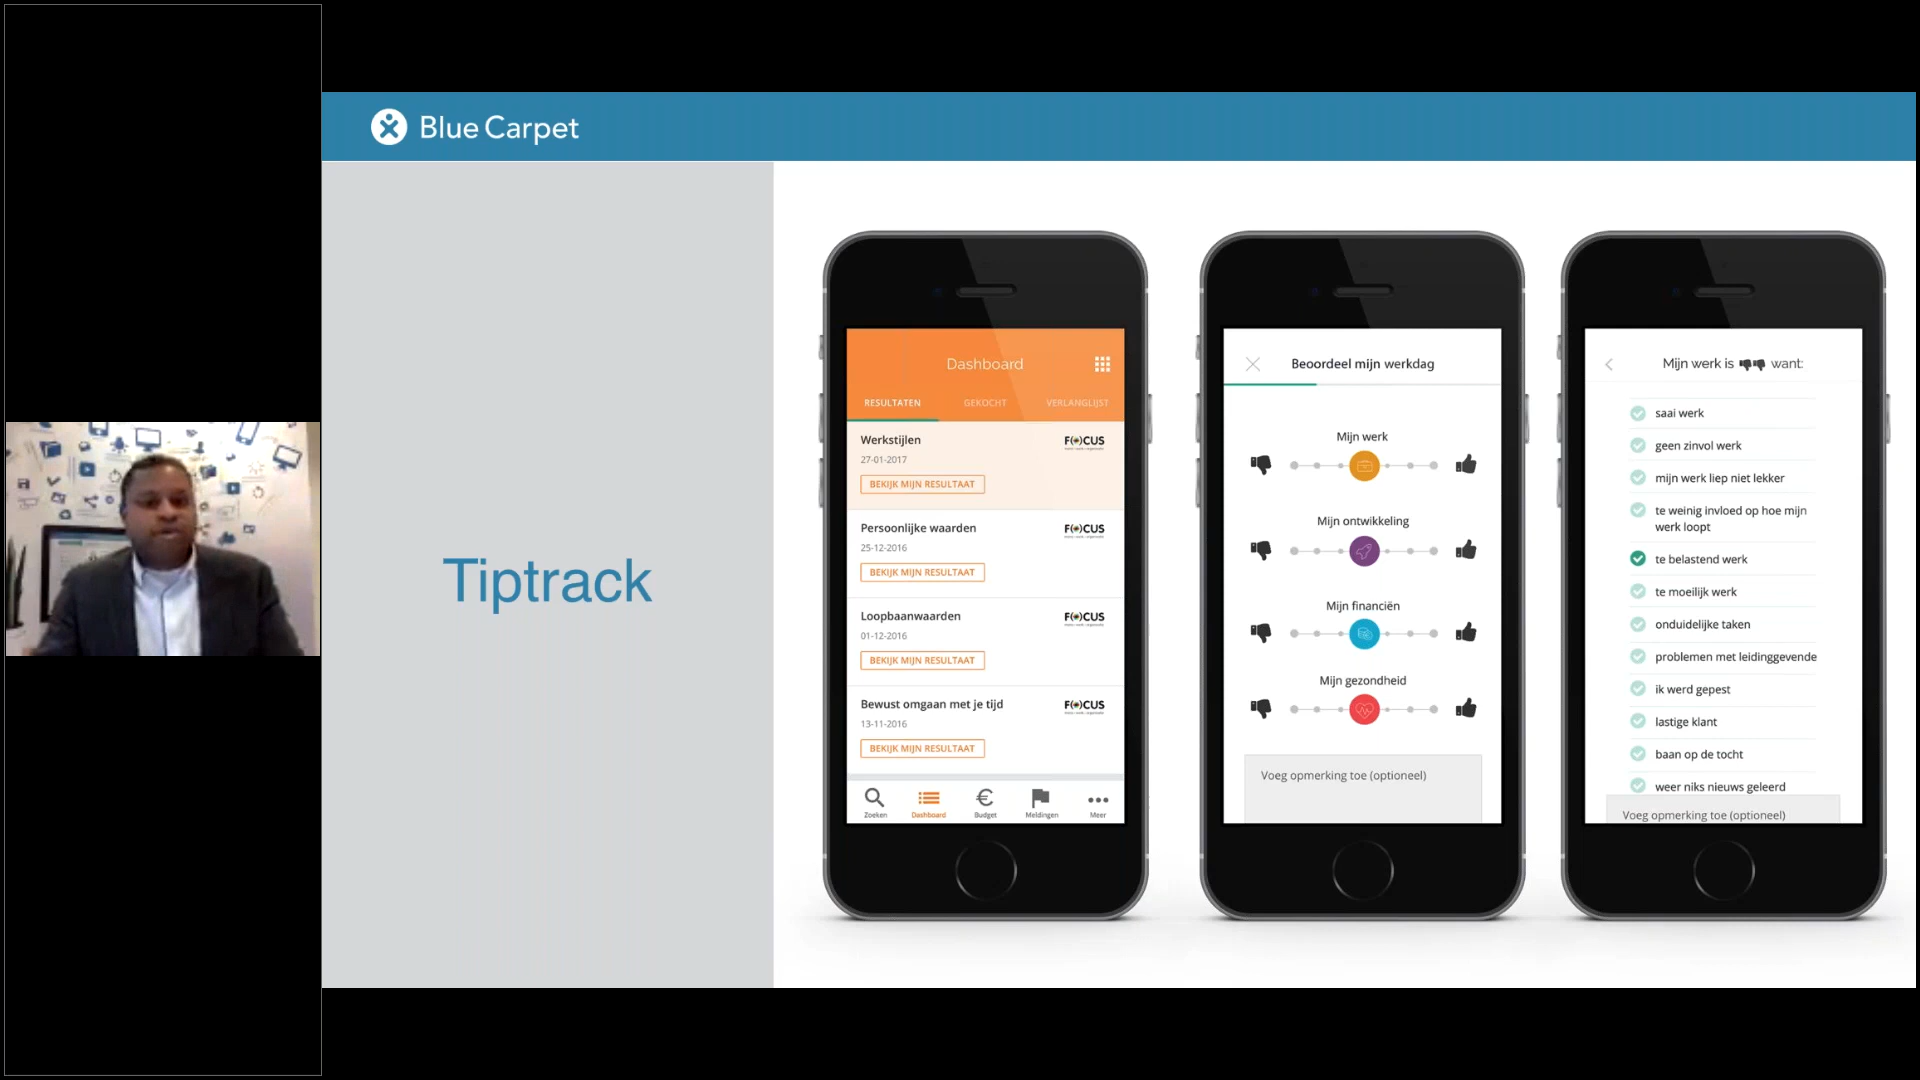 Blue Carpet
Tiptrack
Dashboard
RESULTATEN
GEKOCHT
VERLANGLIJST
Werkstijlen
27-01-2017
BEKIJK MIJN RESULTAAT
FOCUS
Persoonlijke waarden
25-12-2016
BEKIJK MIJN RESULTAAT
FOCUS
Loopbaanwaarden
01-12-2016
BEKIJK MIJN RESULTAAT
FOCUS
Bewust omgaan met je tijd
13-11-2016
BEKIJK MIJN RESULTAAT
FOCUS
Zoeken
Dashboard
Budget
Meldingen
Meer
Beoordeel mijn werkdag
Mijn werk
Mijn ontwikkeling
Mijn financiën
Mijn gezondheid
Voeg opmerking toe (optioneel)
Mijn werk is want:
saai werk
geen zinvol werk
mijn werk liep niet lekker
te weinig invloed op hoe mijn
werk loopt
te belastend werk
te moeilijk werk
onduidelijke taken
problemen met leidinggevende
ik werd gepest
lastige klant
baan op de tocht
weer niks nieuws geleerd
Voeg opmerking toe (optioneel)